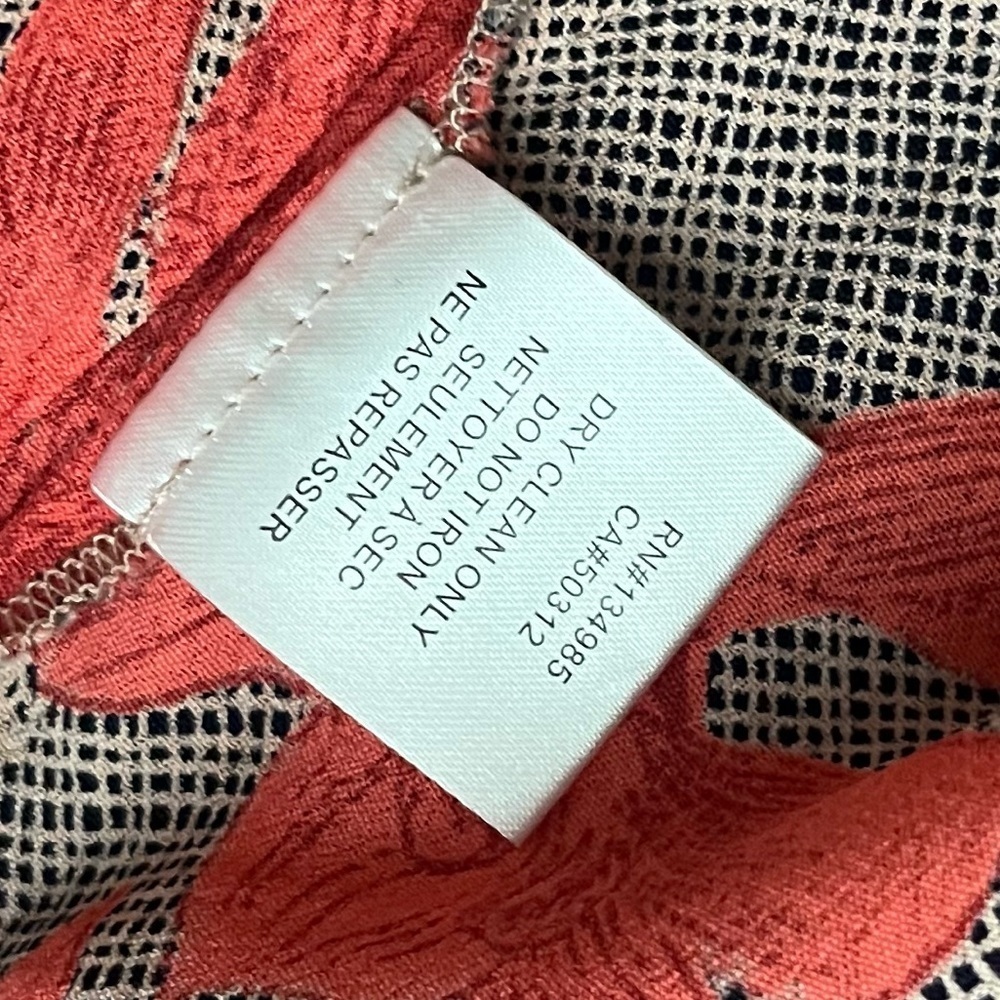 RN#134985
CA#50312
DRY CLEAN ONLY
DO NOT IRON
NETTOYER A SEC
SEULEMENT
NE PAS REPASSER